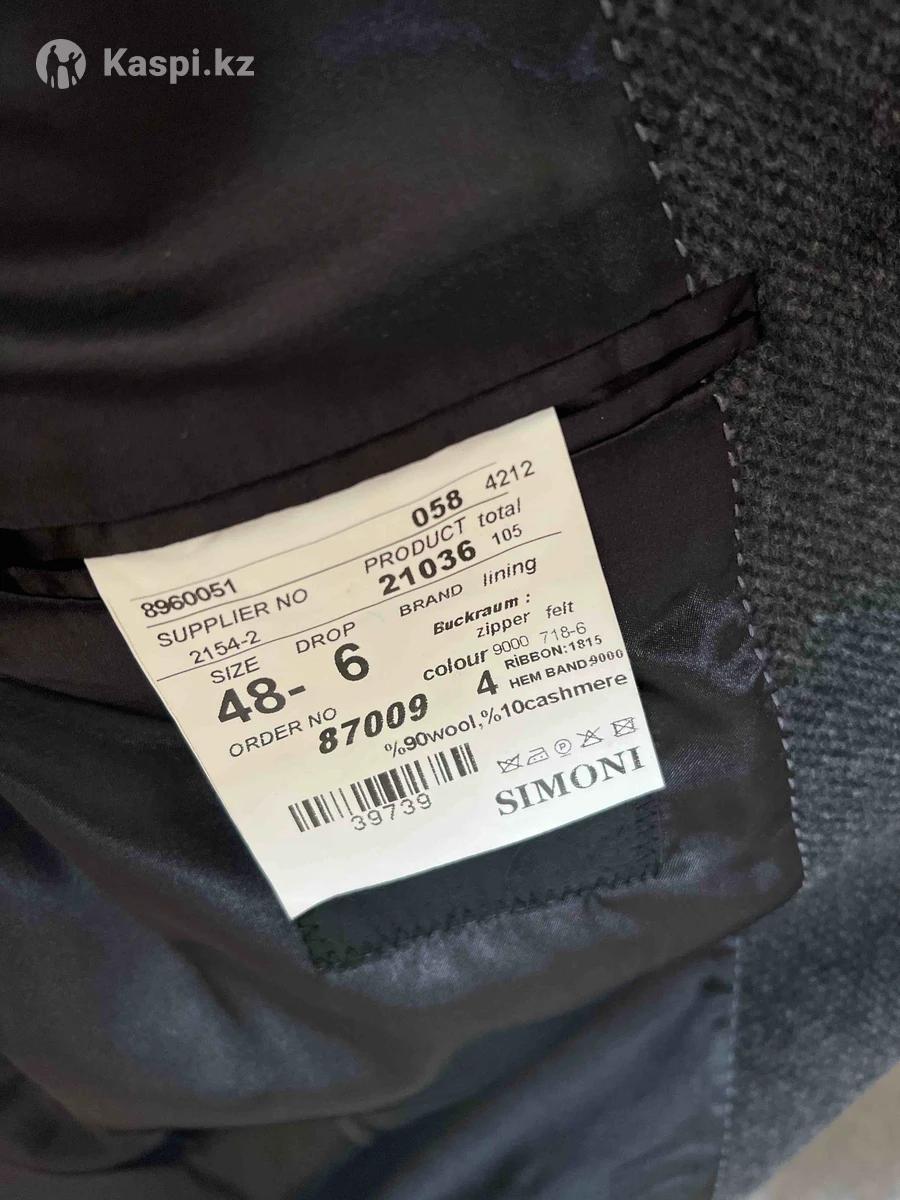 Kaspi.kz
8960051 058 4212
SUPPLIER NO PRODUCT total
2154-2 21036 105
SIZE DROP BRAND lining
48- 6 Buckraum :
zipper felt
colour 9000 718-6
ORDER NO 87009 4 RIBBON:1815
HEM BAND:9000
%90wool,%10cashmere
39739
SIMONI